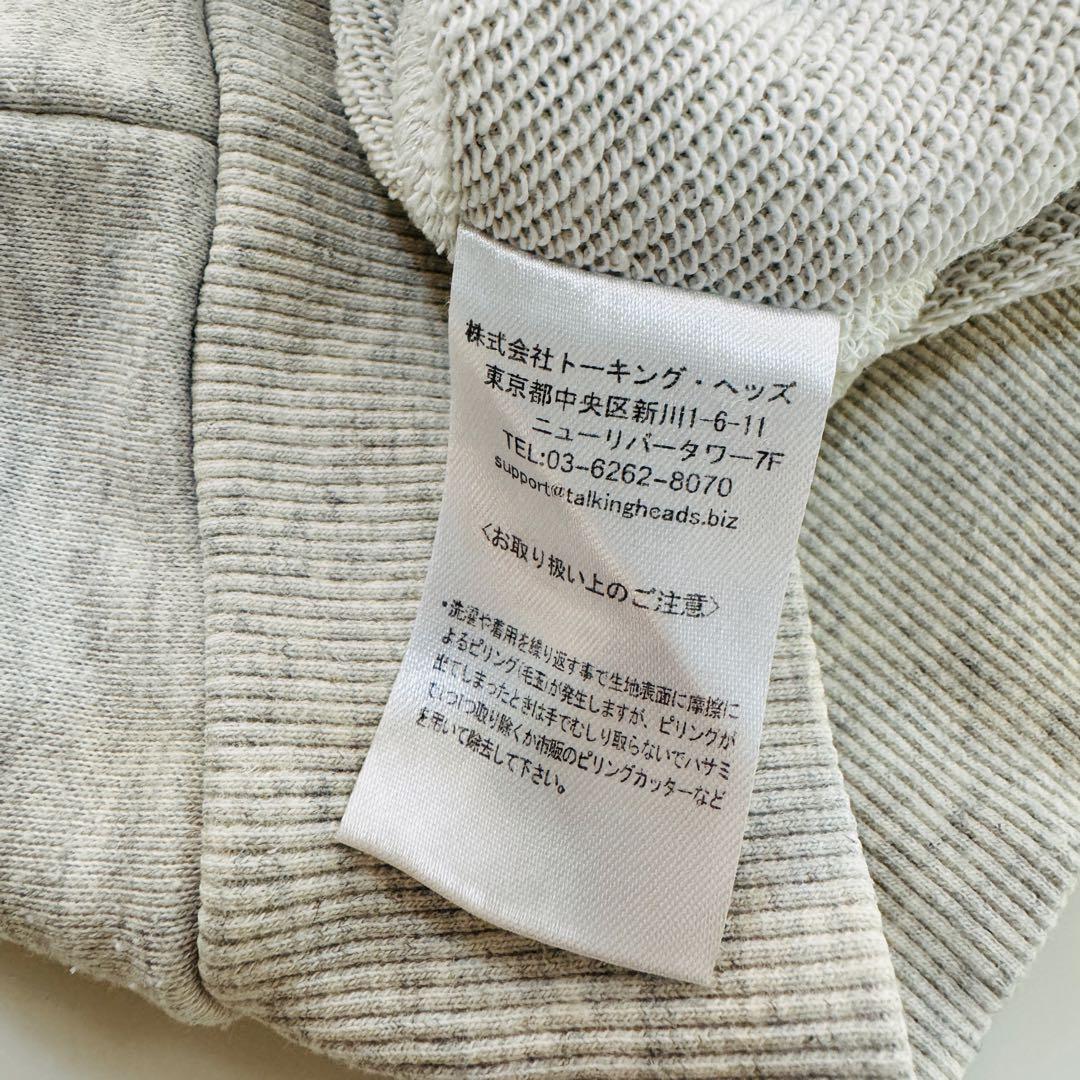 株式会社トーキング・ヘッズ
東京都中央区新川1-6-11
ニューリバータワー7F
TEL:03-6262-8070
support@talkingheads.biz
〈お取り扱い上のご注意〉
・洗濯や着用を繰り返す事で生地表面に摩擦に
よるピリング(毛玉)が発生しますが、ピリングが
出てしまったときは手でむしり取らないでハサミ
で1つ1つ取り除くか市販のピリングカッターなど
を用いて除去して下さい。